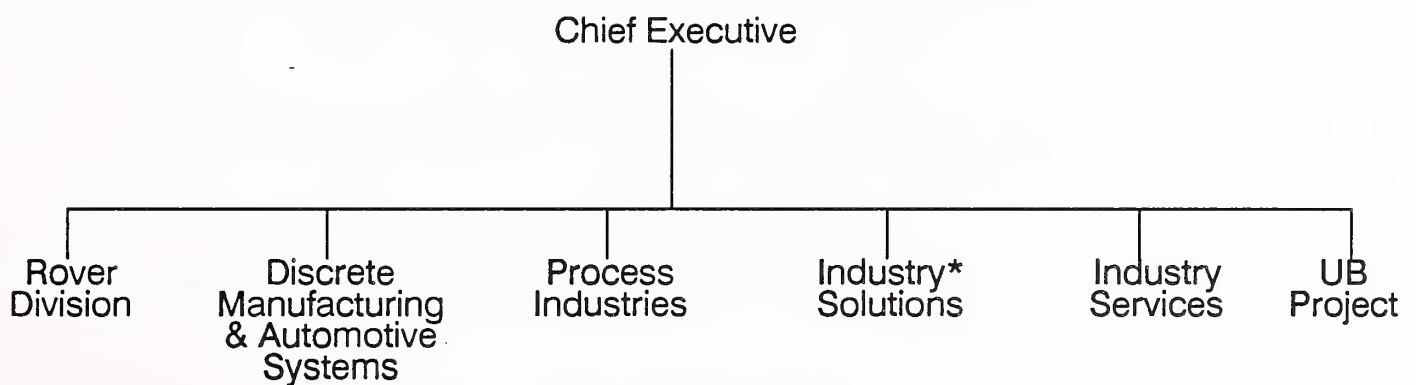 Chief Executive
Rover
Division
Discrete
Manufacturing
& Automotive
Systems
Process
Industries
Industry*
Solutions
Industry
Services
UB
Project